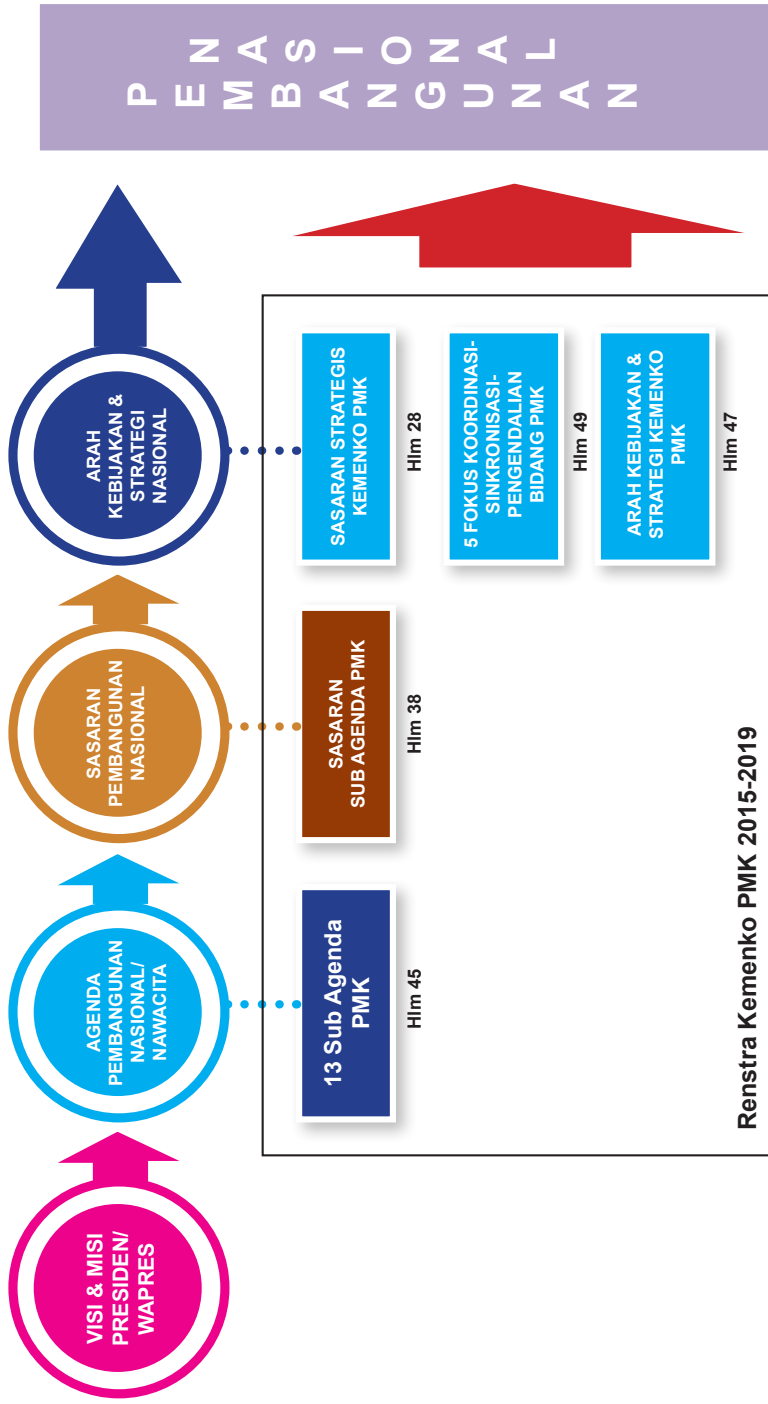 VISI & MISI
PRESIDEN/
WAPRES
AGENDA
PEMBANGUNAN
NASIONAL/
NAWACITA
SASARAN
PEMBANGUNAN
NASIONAL
ARAH
KEBIJAKAN &
STRATEGI
NASIONAL
13 Sub Agenda
PMK
Hlm 45
SASARAN
SUB AGENDA PMK
Hlm 38
SASARAN STRATEGIS
KEMENKO PMK
Hlm 28
5 FOKUS KOORDINASI-
SINKRONISASI-
PENGENDALIAN
BIDANG PMK
Hlm 49
ARAH KEBIJAKAN &
STRATEGI KEMENKO
PMK
Hlm 47
Renstra Kemenko PMK 2015-2019
PEMBANGUNAN
NASIONAL